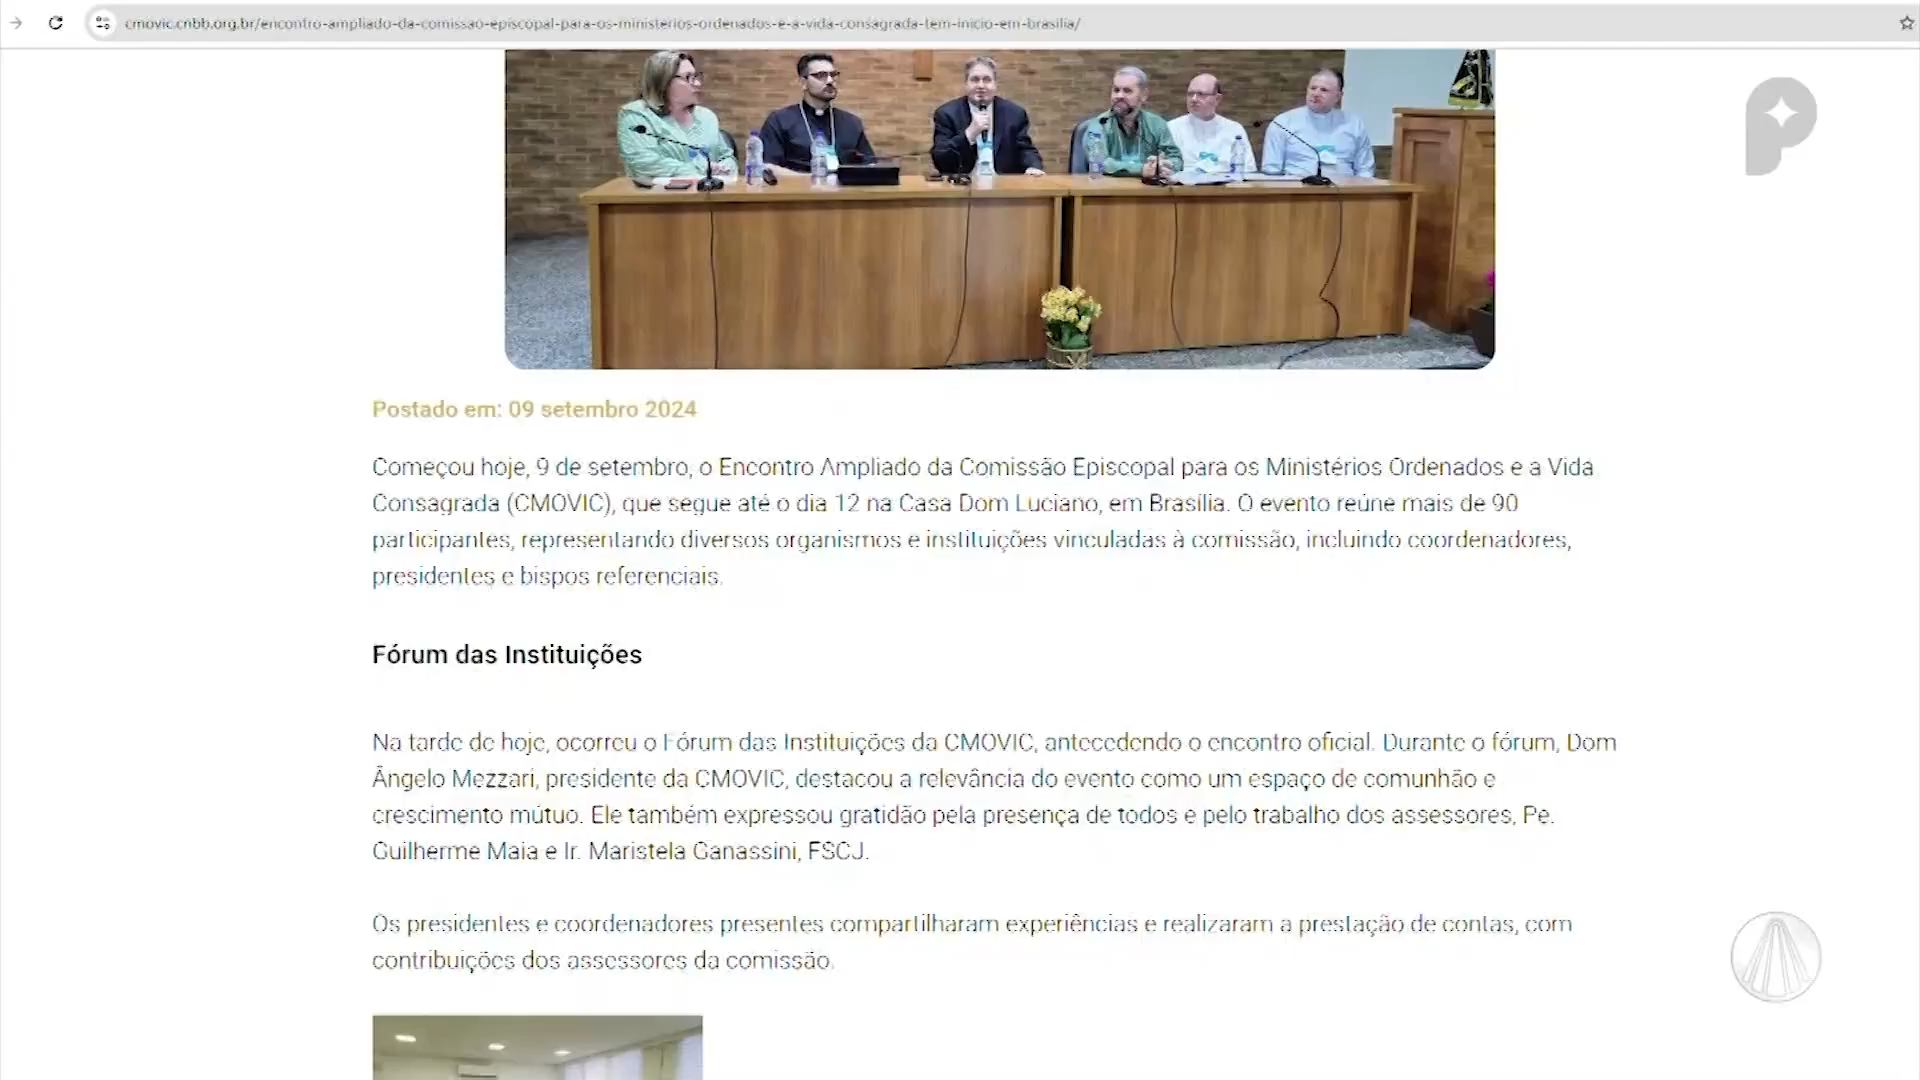 cmovic.cnbb.org.br/encontro-ampliado-da-comissao-episcopal-para-os-ministerios-ordenados-e-a-vida-consagrada-tem-inicio-em-brasilia/
Postado em: 09 setembro 2024
Começou hoje, 9 de setembro, o Encontro Ampliado da Comissão Episcopal para os Ministérios Ordenados e a Vida
Consagrada (CMOVIC), que segue até o dia 12 na Casa Dom Luciano, em Brasília. O evento reúne mais de 90
participantes, representando diversos organismos e instituições vinculadas à comissão, incluindo coordenadores,
presidentes e bispos referenciais.
Fórum das Instituições
Na tarde de hoje, ocorreu o Fórum das Instituições da CMOVIC, antecedendo o encontro oficial. Durante o fórum, Dom
Ângelo Mezzari, presidente da CMOVIC, destacou a relevância do evento como um espaço de comunhão e
crescimento mútuo. Ele também expressou gratidão pela presença de todos e pelo trabalho dos assessores, Pe.
Guilherme Maia e Ir. Maristela Ganassini, FSCJ.
Os presidentes e coordenadores presentes compartilharam experiências e realizaram a prestação de contas, com
contribuições dos assessores da comissão.